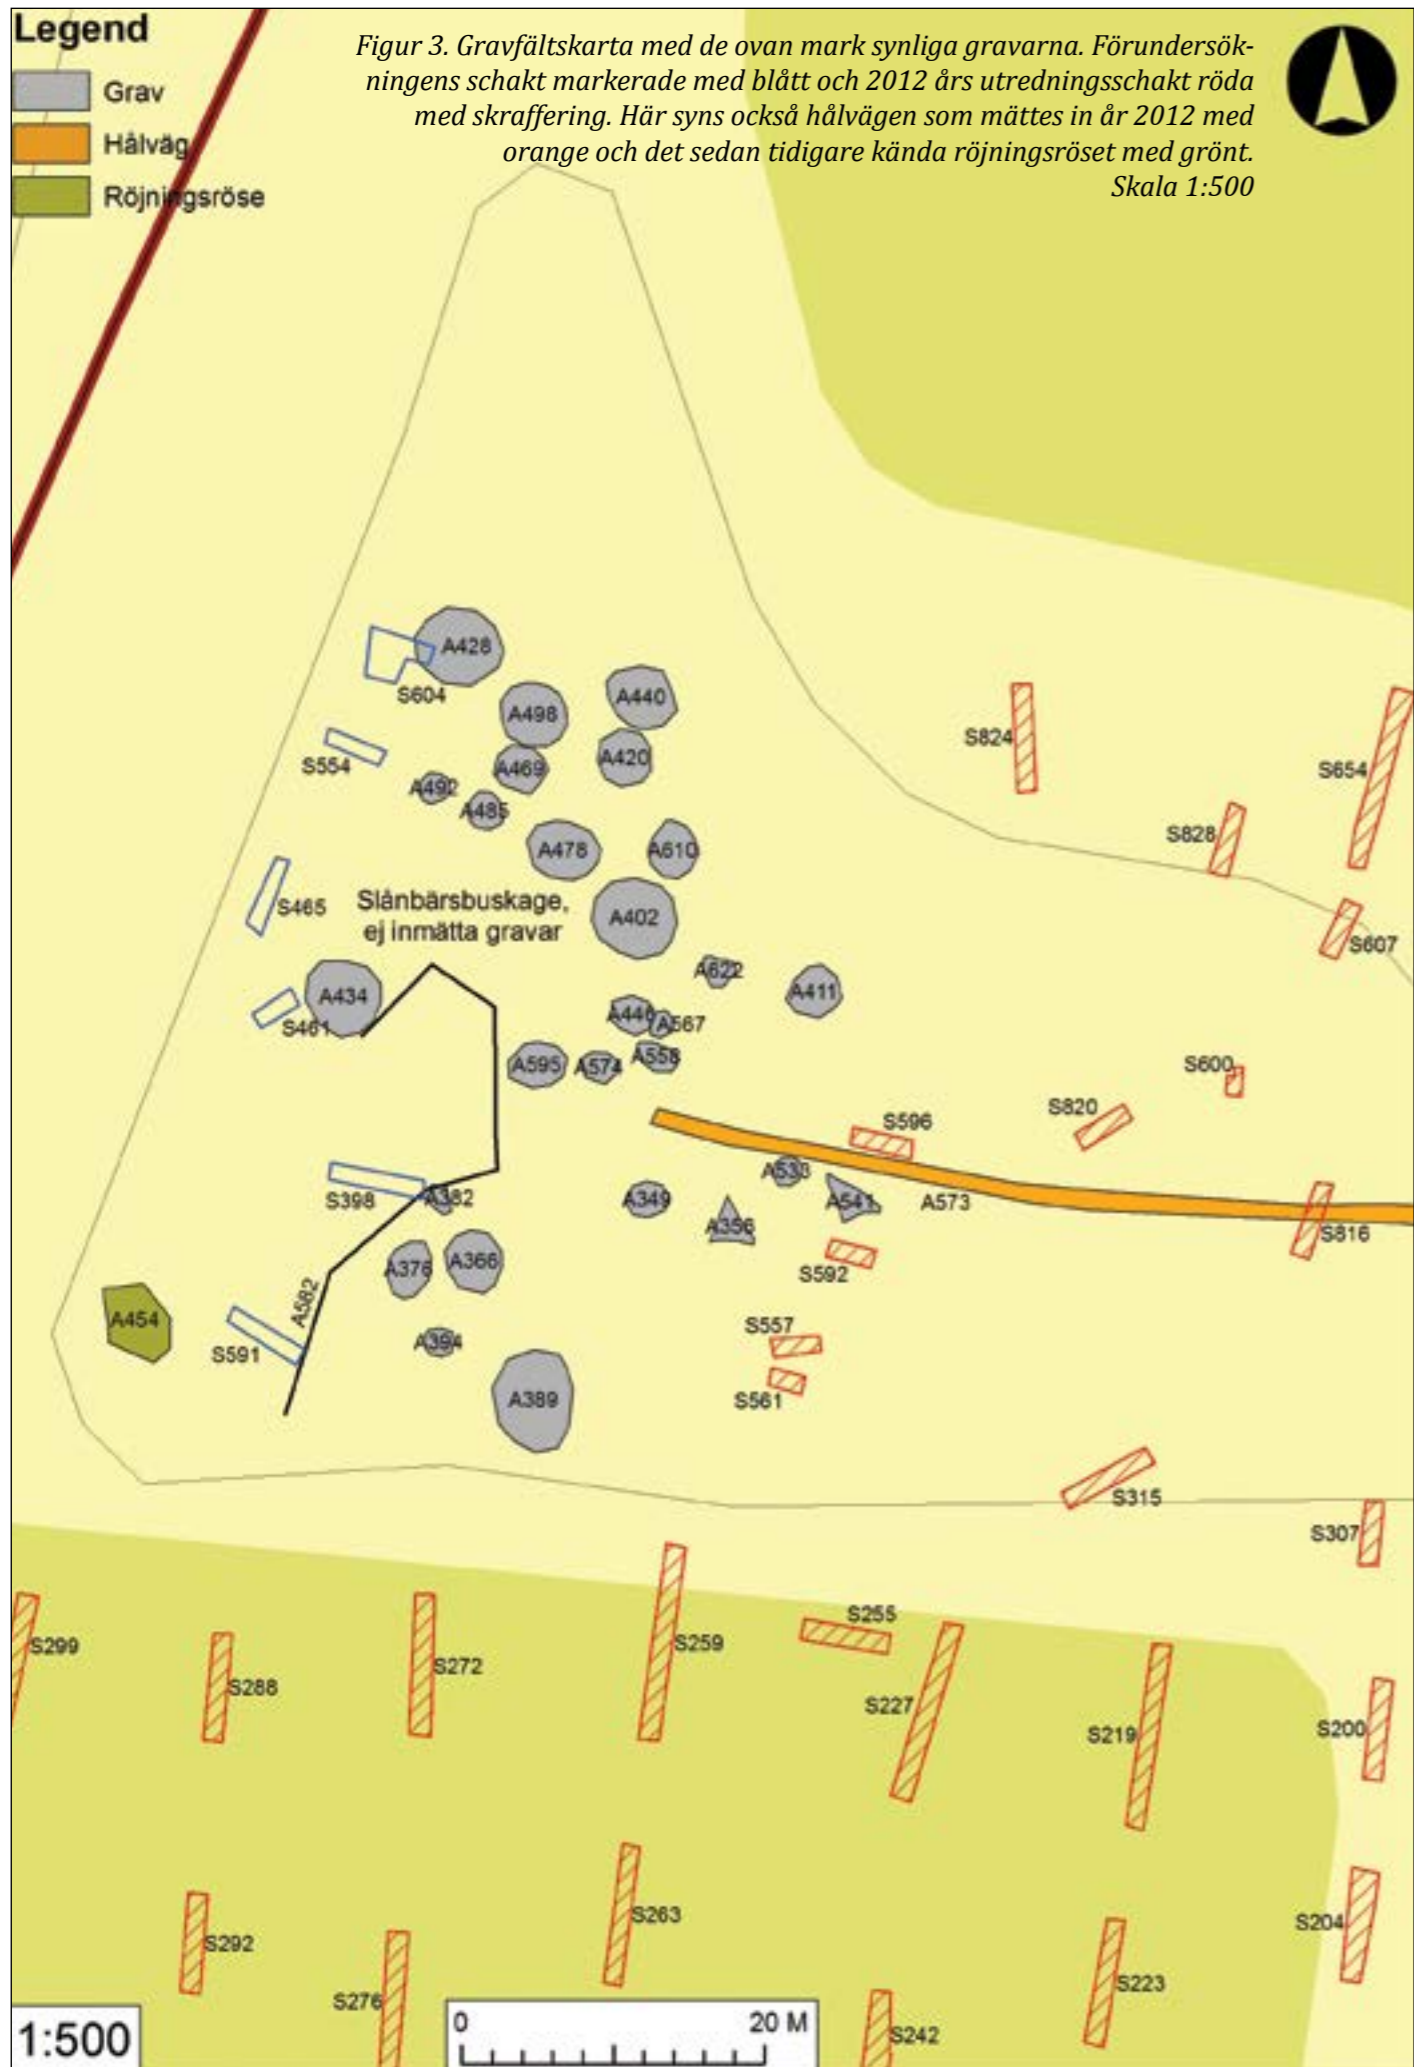 Legend
Grav
Hålväg
Röjningsröse
Figur 3. Gravfältskarta med de ovan mark synliga gravarna. Förundersök-
ningens schakt markerade med blått och 2012 års utredningsschakt röda
med skraffering. Här syns också hålvägen som mättes in år 2012 med
orange och det sedan tidigare kända röjningsröset med grönt.
Skala 1:500
A428
S604
A440
A498
S824
S554
A420
A469
S654
A492
A485
S828
A478
A610
Slånbärsbuskage,
ej inmätta gravar
S465
A402
S607
A622
A434
A411
S461
A446
A567
A558
A595
A574
S600
S820
S596
A533
S398
A382
A349
A541
A573
A356
S816
A376
A366
S592
A582
A454
S557
S591
A394
A389
S561
S315
S307
S255
S299
S259
S272
S288
S227
S219
S200
S263
S204
S292
S223
S276
S242
0
20 M
1:500